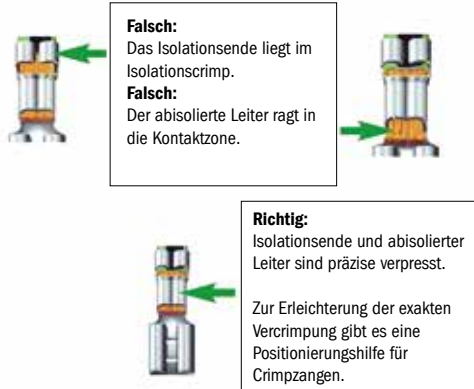 Falsch:
Das Isolationsende liegt im
Isolationscrimp.
Falsch:
Der abisolierte Leiter ragt in
die Kontaktzone.
Richtig:
Isolationsende und abisolierter
Leiter sind präzise verpresst.
Zur Erleichterung der exakten
Vercrimpung gibt es eine
Positionierungshilfe für
Crimpzangen.